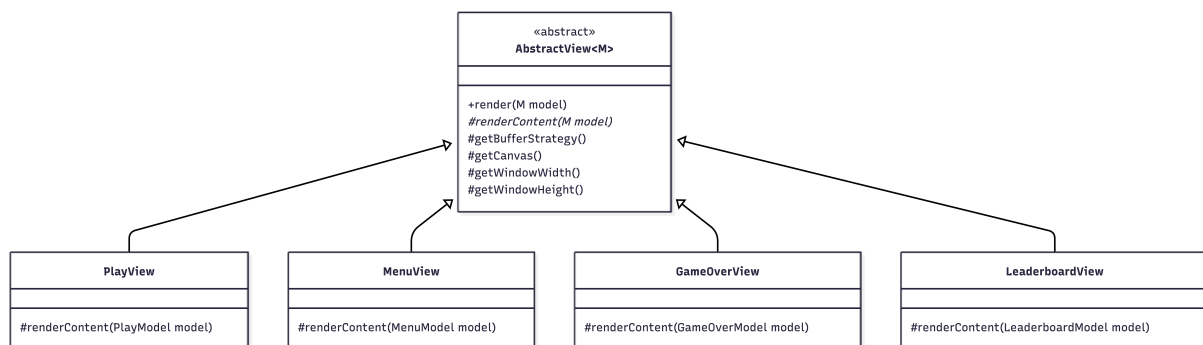 «abstract»
AbstractView<M>
+render(M model)
#renderContent(M model)
#getBufferStrategy()
#getCanvas()
#getWindowWidth()
#getWindowHeight()
PlayView
#renderContent(PlayModel model)
MenuView
#renderContent(MenuModel model)
GameOverView
#renderContent(GameOverModel model)
LeaderboardView
#renderContent(LeaderboardModel model)